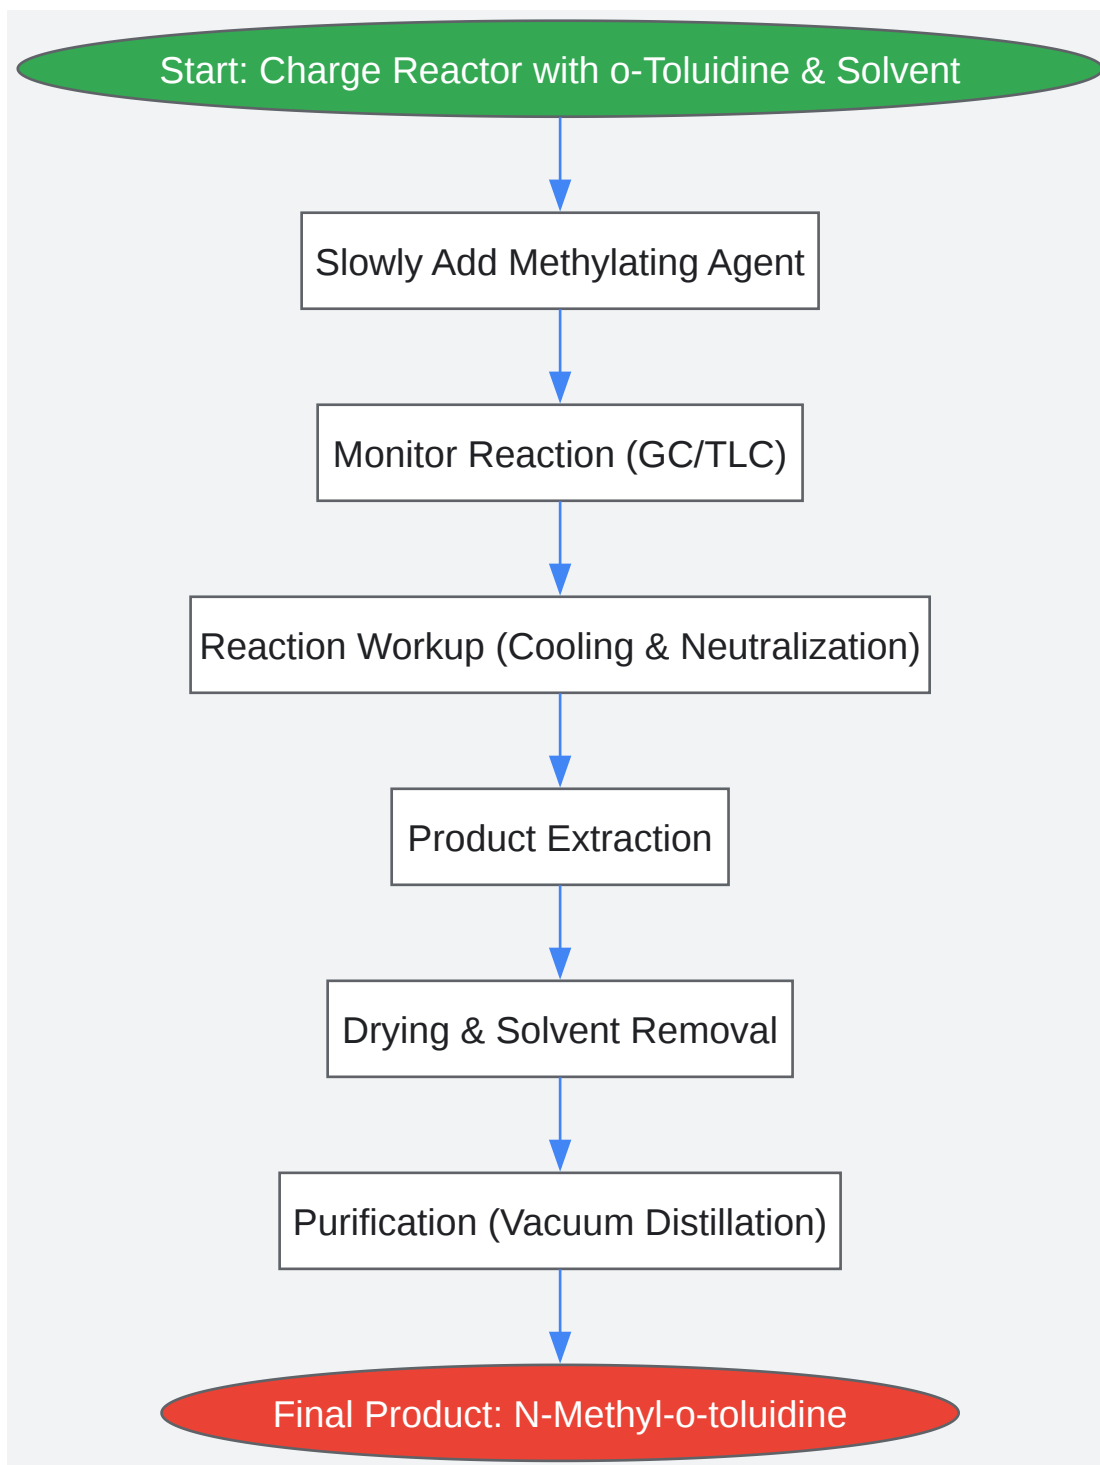 Start: Charge Reactor with o-Toluidine & Solvent
Slowly Add Methylating Agent
Monitor Reaction (GC/TLC)
Reaction Workup (Cooling & Neutralization)
Product Extraction
Drying & Solvent Removal
Purification (Vacuum Distillation)
Final Product: N-Methyl-o-toluidine